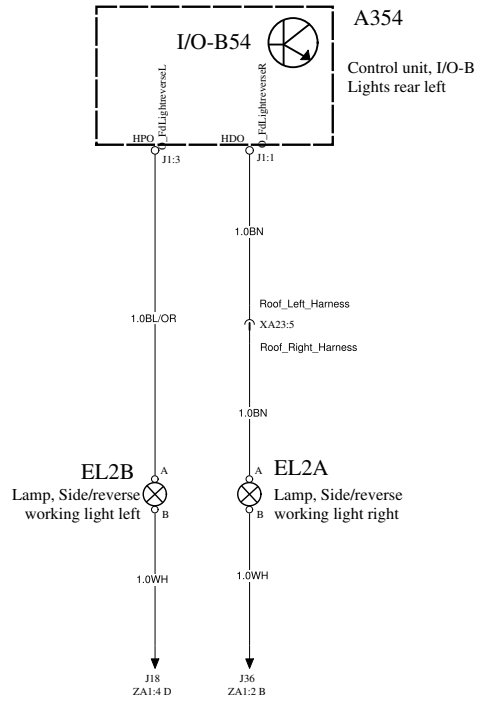 A354
I/O-B54
Control unit, I/O-B
Lights rear left
O_FdLightreverseL
O_FdLightreverseR
HPO
HDO
J1:3
J1:1
1.0BN
Roof_Left_Harness
1.0BL/OR
XA23:5
Roof_Right_Harness
1.0BN
EL2B
A
Lamp, Side/reverse
working light left
B
A
EL2A
Lamp, Side/reverse
working light right
B
1.0WH
1.0WH
J18
ZA1:4 D
J36
ZA1:2 B